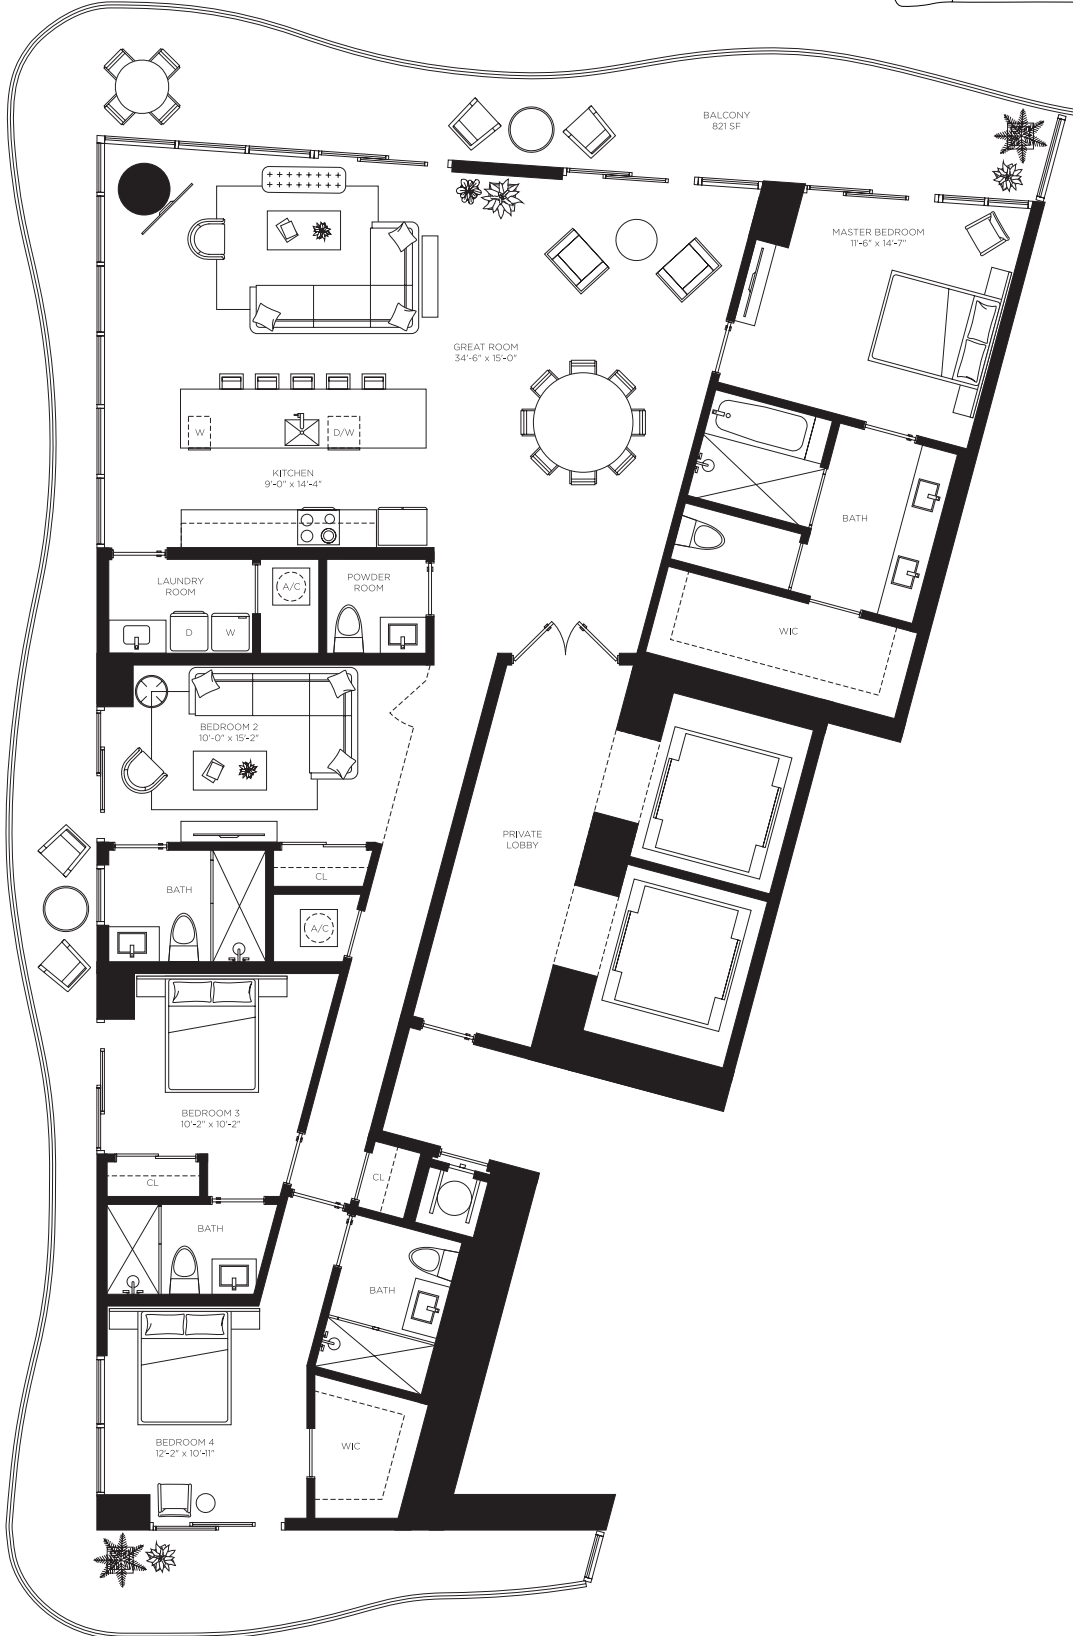 BALCONY
821 SF
MASTER BEDROOM
11'-6" x 14'-7"
GREAT ROOM
34'-6" x 15'-0"
W
D/W
KITCHEN
9'-0" x 14'-4"
BATH
LAUNDRY
ROOM
A/C
POWDER
ROOM
D
W
WIC
BEDROOM 2
10'-0" x 15'-2"
PRIVATE
LOBBY
CL
BATH
A/C
BEDROOM 3
10'-2" x 10'-2"
CL
CL
BATH
BATH
BEDROOM 4
12'-2" x 10'-11"
WIC